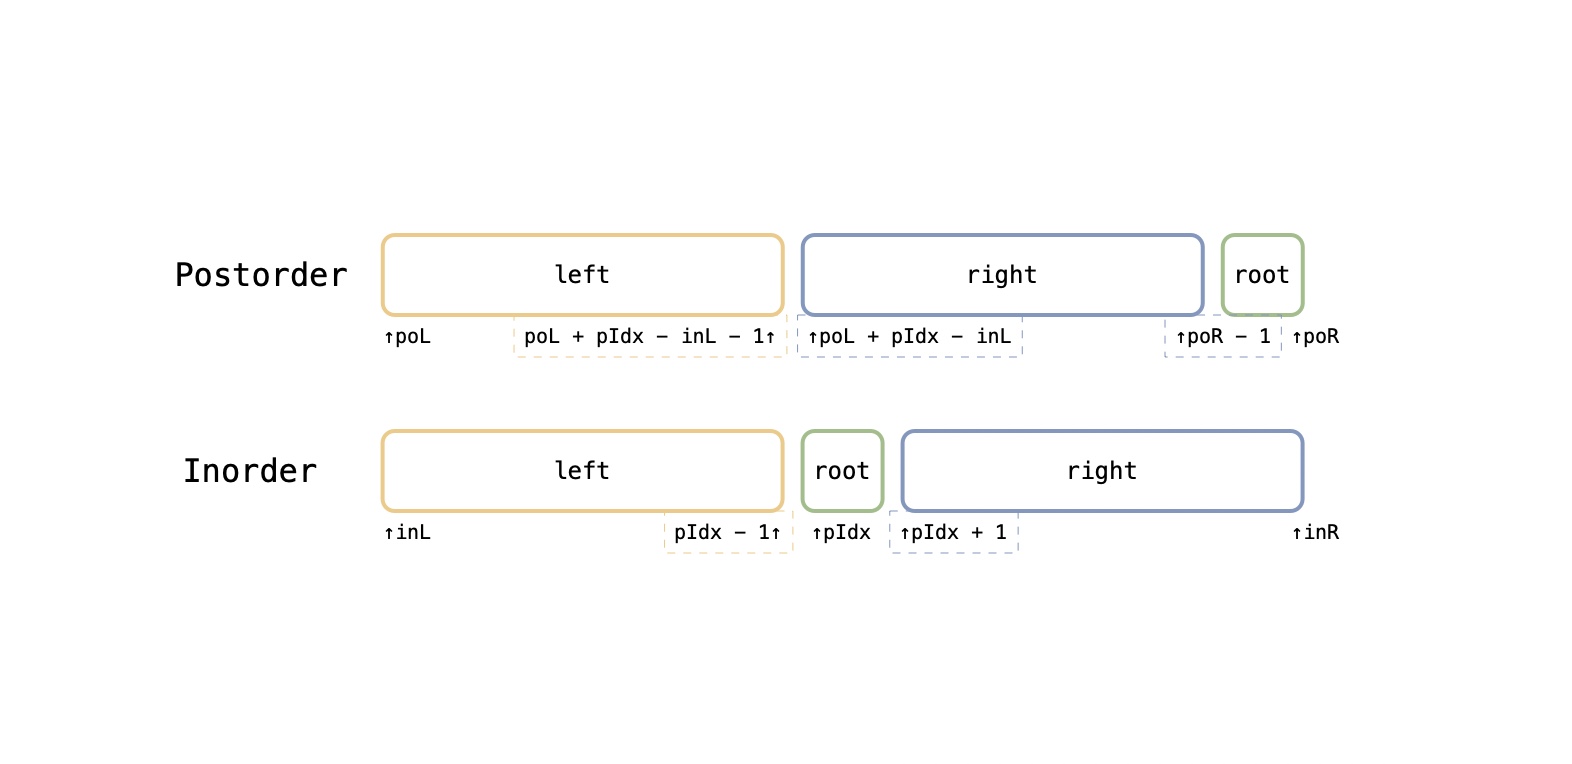 Postorder left right root
↑poL poL + pIdx − inL − 1↑ ↑poL + pIdx − inL ↑poR − 1 ↑poR
Inorder left root right
↑inL pIdx − 1↑ ↑pIdx ↑pIdx + 1 ↑inR